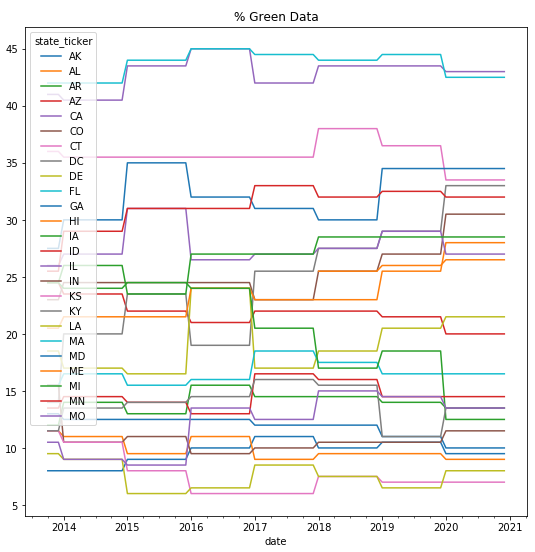 % Green Data
state_ticker
AK
AL
AR
AZ
CA
CO
CT
DC
DE
FL
GA
HI
IA
ID
IL
IN
KS
KY
LA
MA
MD
ME
MI
MN
MO
45
40
35
30
25
20
15
10
5
2014 2015 2016 2017 2018 2019 2020 2021
date